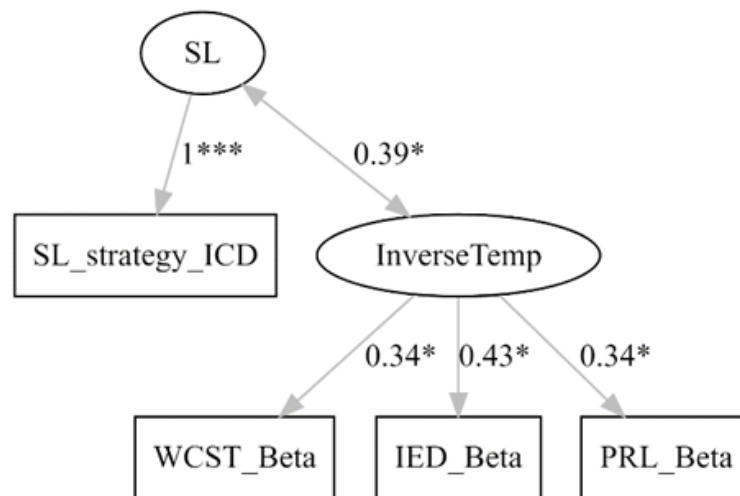 SL
1***
0.39*
SL_strategy_ICD
InverseTemp
0.34*
0.43*
0.34*
WCST_Beta
IED_Beta
PRL_Beta